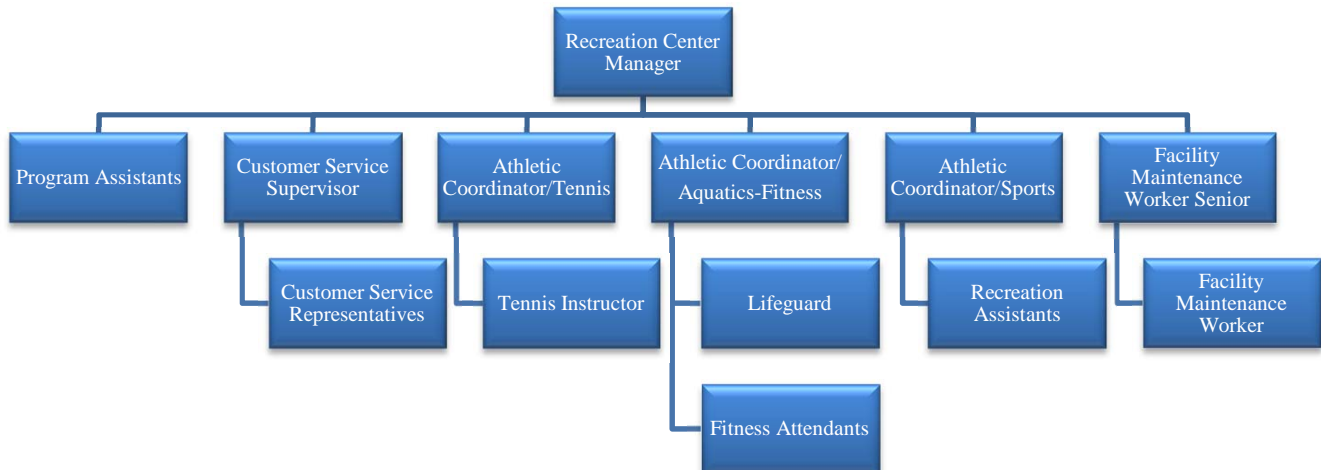 Recreation Center
Manager
Program Assistants
Customer Service
Supervisor
Athletic
Coordinator/Tennis
Athletic Coordinator/
Aquatics-Fitness
Athletic
Coordinator/Sports
Facility
Maintenance
Worker Senior
Customer Service
Representatives
Tennis Instructor
Lifeguard
Recreation
Assistants
Facility
Maintenance
Worker
Fitness Attendants